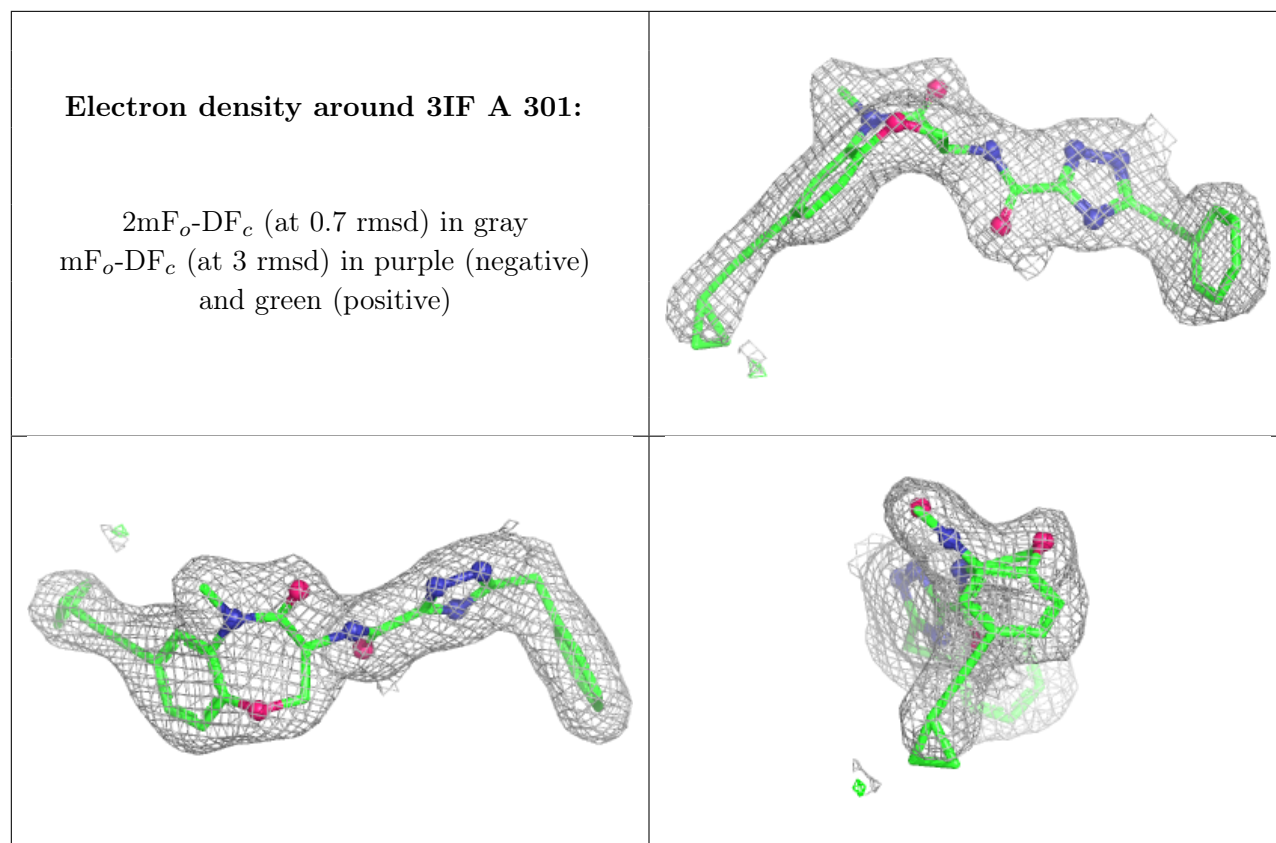 Electron density around 3IF A 301:
2mFo-DFc (at 0.7 rmsd) in gray
mFo-DFc (at 3 rmsd) in purple (negative)
and green (positive)